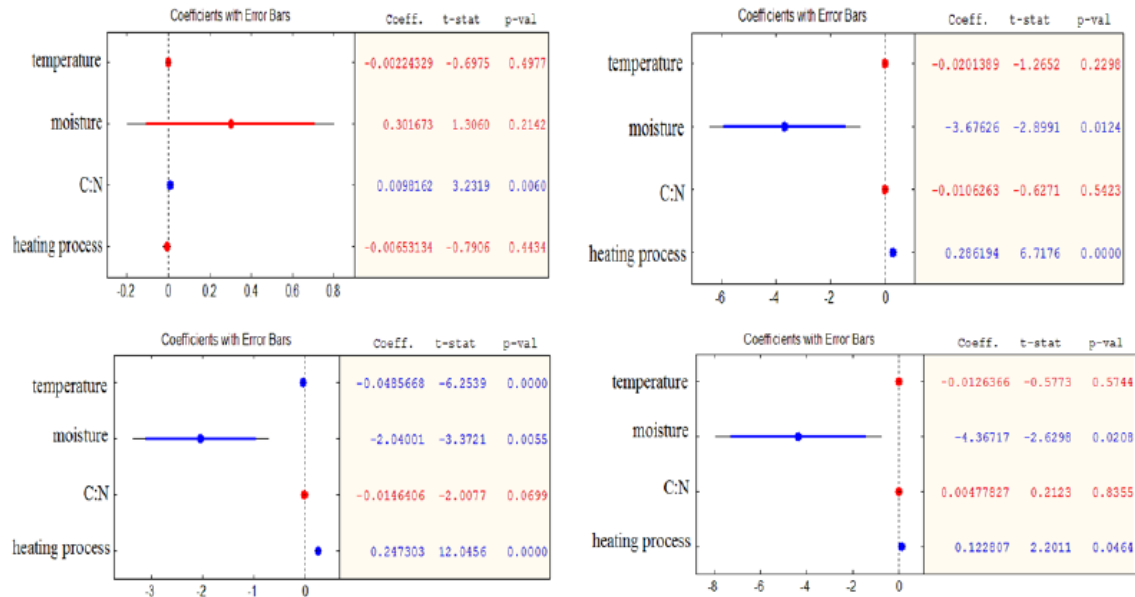 Coefficients with Error Bars Coeff. t-stat p-val
temperature -0.00224329 -0.6975 0.4977
moisture 0.301673 1.3060 0.2142
C:N 0.0098162 3.2319 0.0060
heating process -0.00653134 -0.7906 0.4434
-0.2 0 0.2 0.4 0.6 0.8
Coefficients with Error Bars Coeff. t-stat p-val
temperature -0.0201389 -1.2652 0.2298
moisture -3.67626 -2.8991 0.0124
C:N -0.0106263 -0.6271 0.5423
heating process 0.286194 6.7176 0.0000
-6 -4 -2 0
Coefficients with Error Bars Coeff. t-stat p-val
temperature -0.0485668 -6.2539 0.0000
moisture -2.04001 -3.3721 0.0055
C:N -0.0146406 -2.0077 0.0699
heating process 0.247303 12.0456 0.0000
-3 -2 -1 0
Coefficients with Error Bars Coeff. t-stat p-val
temperature -0.0126366 -0.5773 0.5744
moisture -4.36717 -2.6298 0.0208
C:N 0.00477827 0.2123 0.8355
heating process 0.122807 2.2011 0.0464
-8 -6 -4 -2 0